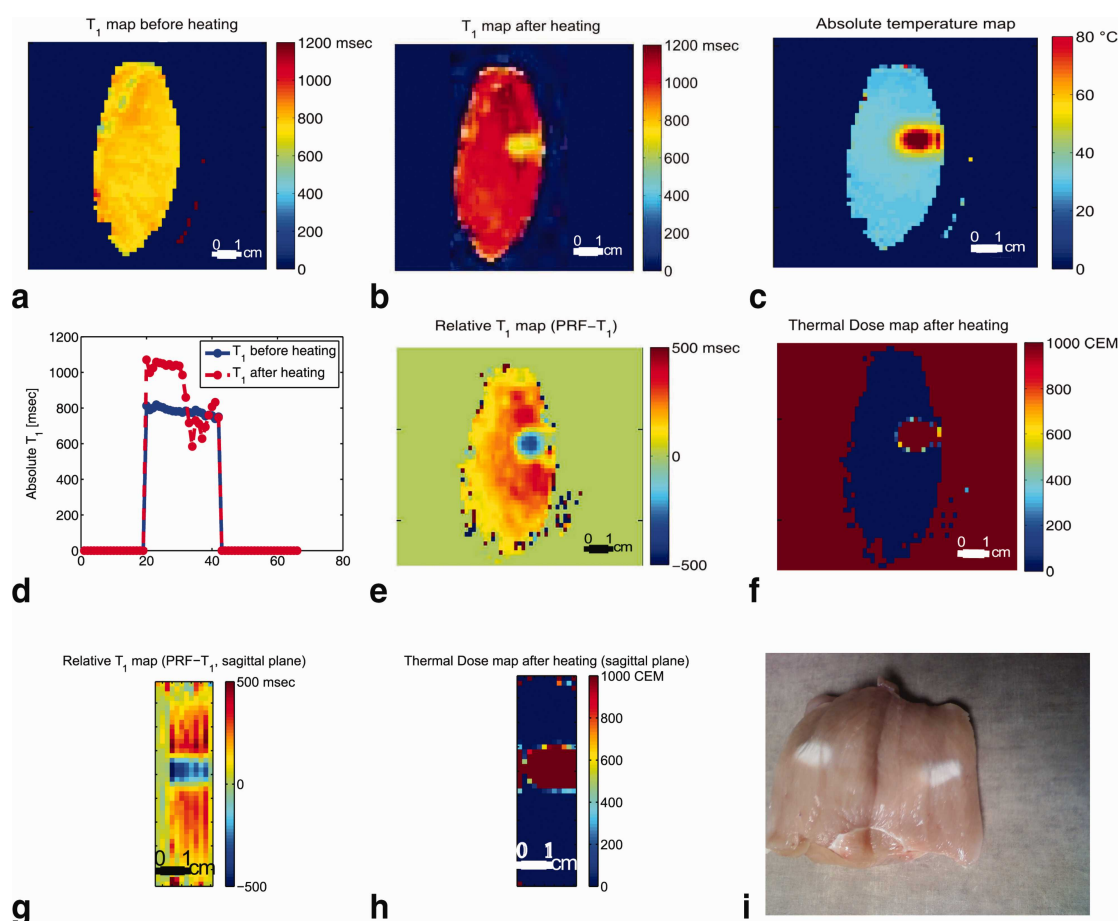 T1 map before heating
1200 msec
1000
800
600
400
200
0
0 1
cm
a
T1 map after heating
1200 msec
1000
800
600
400
200
0
0 1
cm
b
Absolute temperature map
80 °C
60
40
20
0
0 1
cm
c
1200
1000
800
600
400
200
0
Absolute T1 [msec]
T1 before heating
T1 after heating
0 20 40 60 80
d
Relative T1 map (PRF−T1)
500 msec
0
−500
0 1
cm
e
Thermal Dose map after heating
1000 CEM
800
600
400
200
0
0 1
cm
f
Relative T1 map (PRF−T1, sagittal plane)
500 msec
0
−500
0 1
cm
g
Thermal Dose map after heating (sagittal plane)
1000 CEM
800
600
400
200
0
0 1
cm
h
i